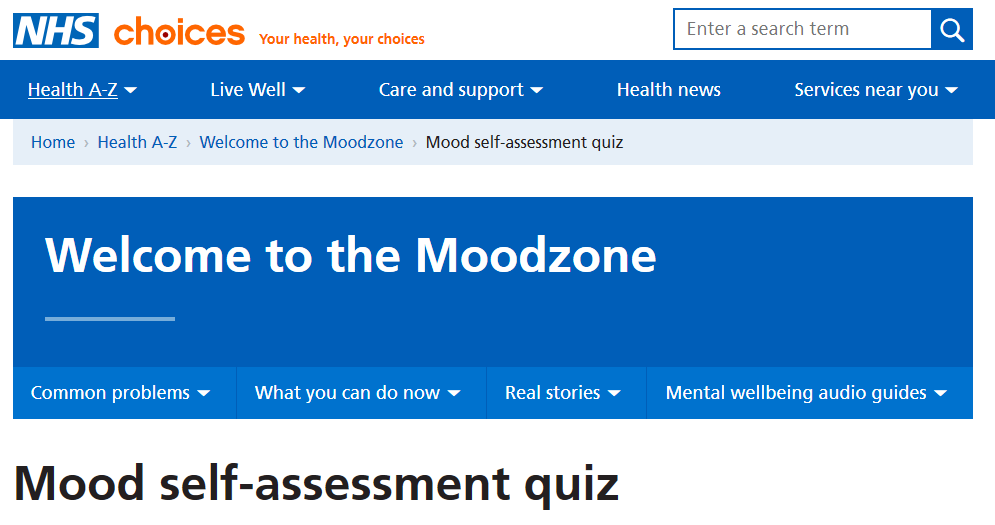 NHS choices Your health, your choices
Enter a search term
Health A-Z Live Well Care and support Health news Services near you
Home › Health A-Z › Welcome to the Moodzone › Mood self-assessment quiz
Welcome to the Moodzone
Common problems What you can do now Real stories Mental wellbeing audio guides
Mood self-assessment quiz